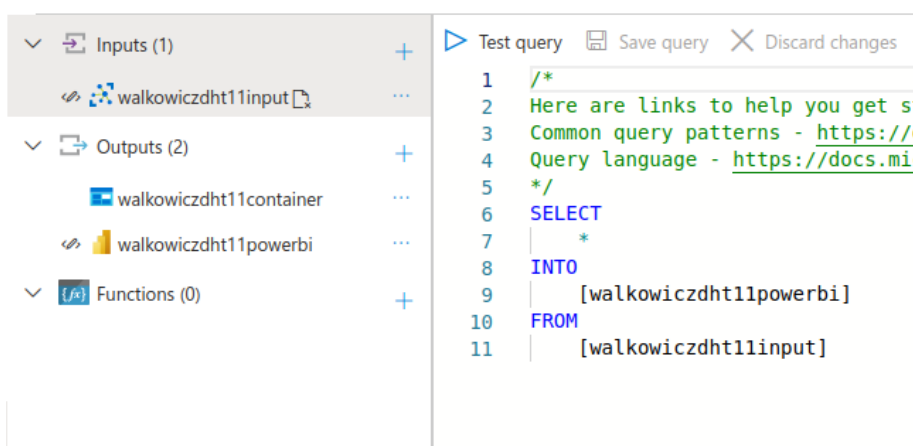 Inputs (1)
walkowiczdht11input
Outputs (2)
walkowiczdht11container
walkowiczdht11powerbi
{fx} Functions (0)
Test query Save query Discard changes
1 /*
2 Here are links to help you get s
3 Common query patterns - https://
4 Query language - https://docs.mi
5 */
6 SELECT
7 *
8 INTO
9 [walkowiczdht11powerbi]
10 FROM
11 [walkowiczdht11input]